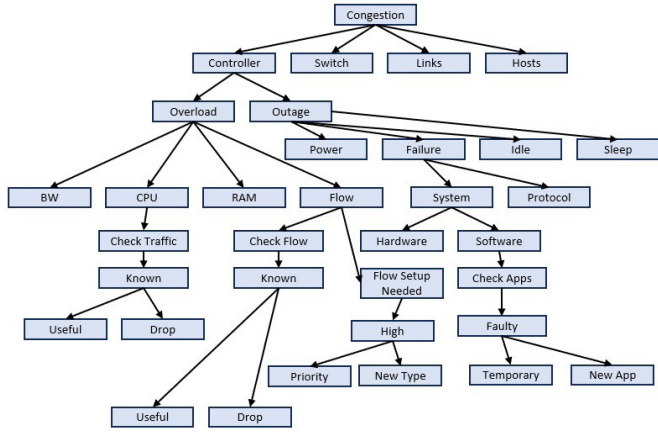 Congestion
Controller
Switch
Links
Hosts
Overload
Outage
Power
Failure
Idle
Sleep
BW
CPU
RAM
Flow
System
Protocol
Check Traffic
Check Flow
Hardware
Software
Known
Known
Flow Setup
Needed
Check Apps
Useful
Drop
High
Faulty
Priority
New Type
Temporary
New App
Useful
Drop